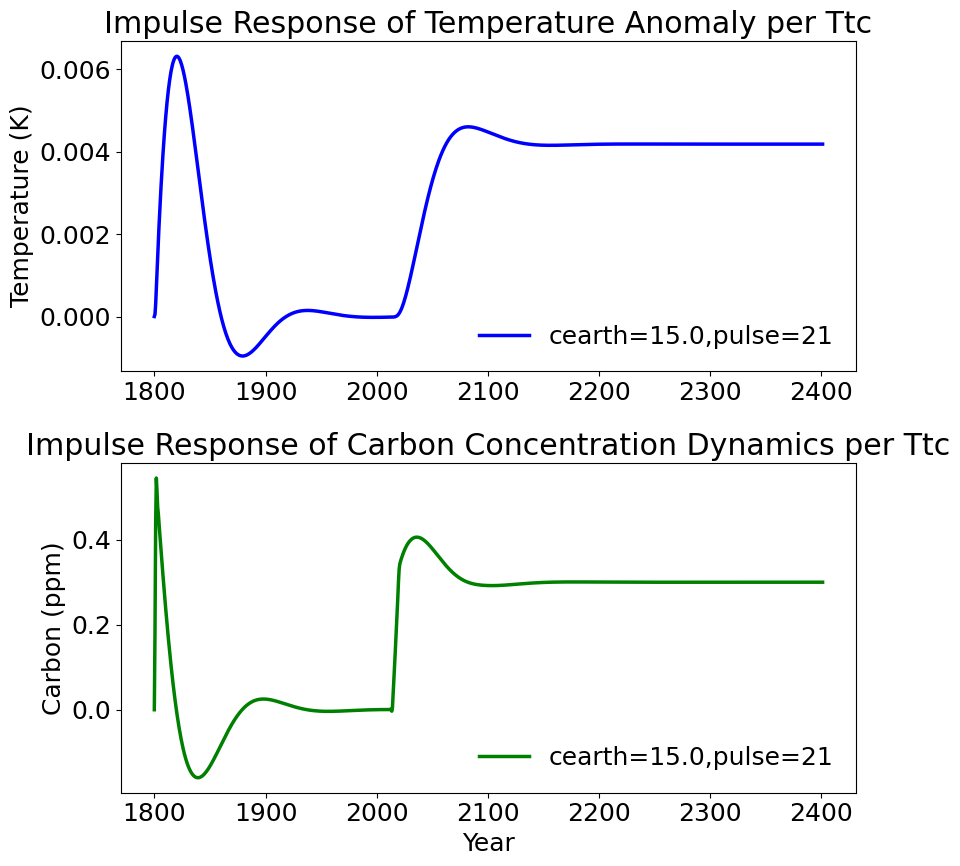 Impulse Response of Temperature Anomaly per Ttc
Temperature (K)
0.006
0.004
0.002
0.000
cearth=15.0,pulse=21
1800 1900 2000 2100 2200 2300 2400
Impulse Response of Carbon Concentration Dynamics per Ttc
Carbon (ppm)
0.4
0.2
0.0
cearth=15.0,pulse=21
1800 1900 2000 2100 2200 2300 2400
Year